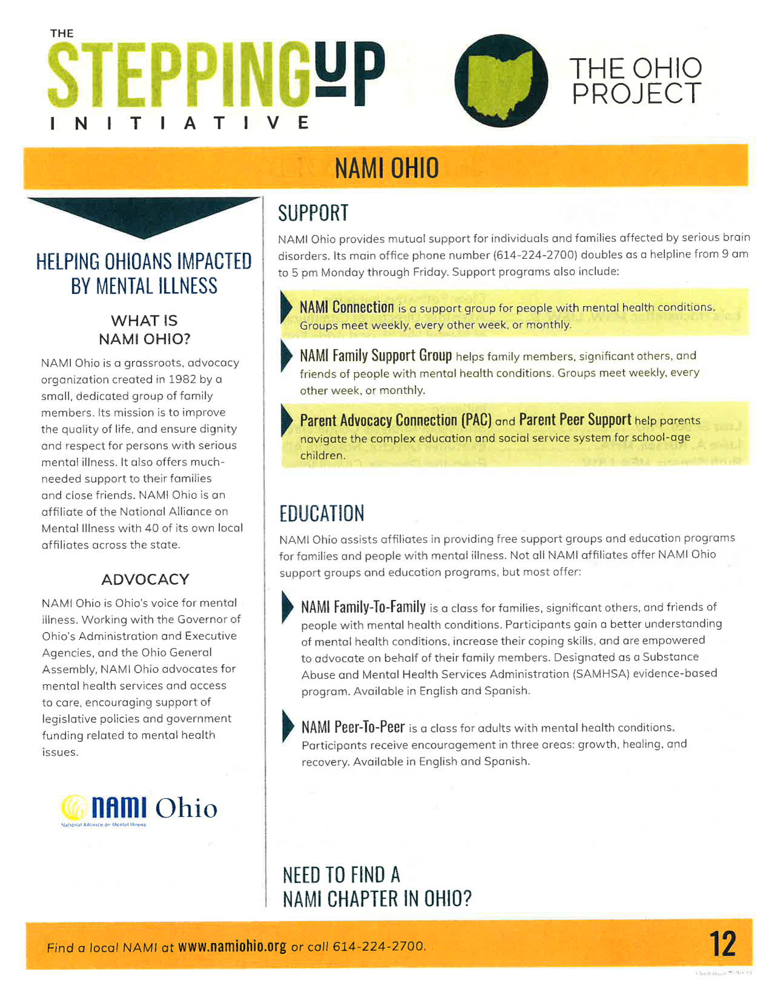 THE
STEPPINGUP
INITIATIVE
THE OHIO
PROJECT
NAMI OHIO
HELPING OHIOANS IMPACTED
BY MENTAL ILLNESS
WHAT IS
NAMI OHIO?
NAMI Ohio is a grassroots, advocacy
organization created in 1982 by a
small, dedicated group of family
members. Its mission is to improve
the quality of life, and ensure dignity
and respect for persons with serious
mental illness. It also offers much-
needed support to their families
and close friends. NAMI Ohio is an
affiliate of the National Alliance on
Mental Illness with 40 of its own local
affiliates across the state.
ADVOCACY
NAMI Ohio is Ohio's voice for mental
illness. Working with the Governor of
Ohio's Administration and Executive
Agencies, and the Ohio General
Assembly, NAMI Ohio advocates for
mental health services and access
to care, encouraging support of
legislative policies and government
funding related to mental health
issues.
NAMI Ohio
National Alliance on Mental Illness
SUPPORT
NAMI Ohio provides mutual support for individuals and families affected by serious brain
disorders. Its main office phone number (614-224-2700) doubles as a helpline from 9 am
to 5 pm Monday through Friday. Support programs also include:
NAMI Connection is a support group for people with mental health conditions.
Groups meet weekly, every other week, or monthly.
NAMI Family Support Group helps family members, significant others, and
friends of people with mental health conditions. Groups meet weekly, every
other week, or monthly.
Parent Advocacy Connection (PAC) and Parent Peer Support help parents
navigate the complex education and social service system for school-age
children.
EDUCATION
NAMI Ohio assists affiliates in providing free support groups and education programs
for families and people with mental illness. Not all NAMI affiliates offer NAMI Ohio
support groups and education programs, but most offer:
NAMI Family-To-Family is a class for families, significant others, and friends of
people with mental health conditions. Participants gain a better understanding
of mental health conditions, increase their coping skills, and are empowered
to advocate on behalf of their family members. Designated as a Substance
Abuse and Mental Health Services Administration (SAMHSA) evidence-based
program. Available in English and Spanish.
NAMI Peer-To-Peer is a class for adults with mental health conditions.
Participants receive encouragement in three areas: growth, healing, and
recovery. Available in English and Spanish.
NEED TO FIND A
NAMI CHAPTER IN OHIO?
Find a local NAMI at www.namiohio.org or call 614-224-2700.
12